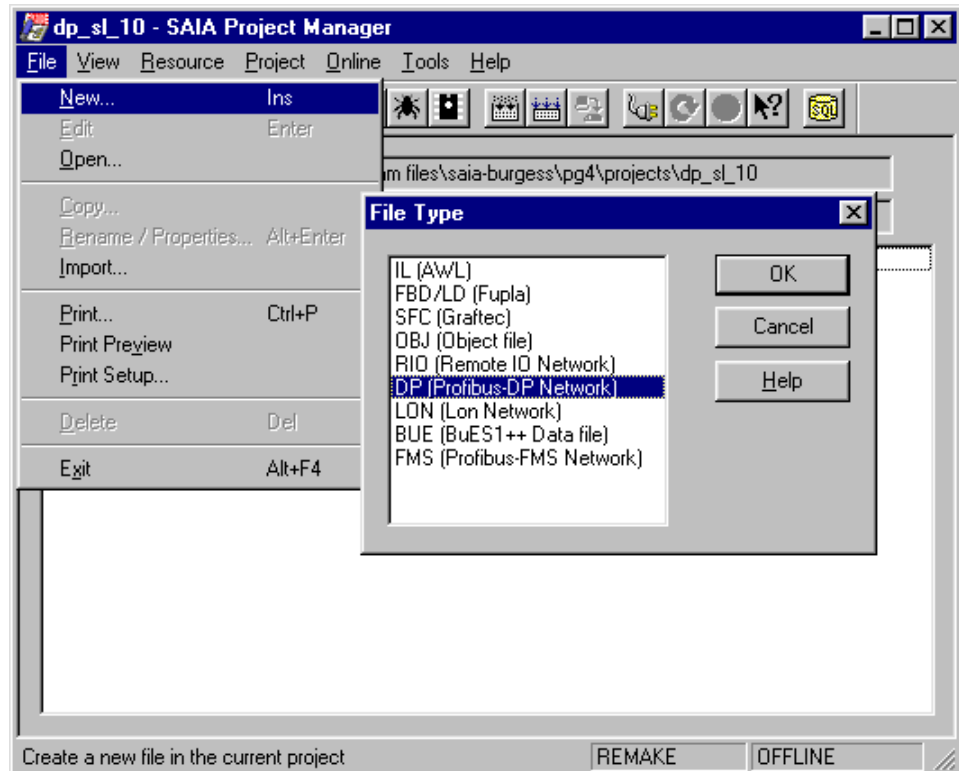 dp_sl_10 - SAIA Project Manager
File View Resource Project Online Tools Help
New... Ins
Edit Enter
Open...
Copy...
Rename / Properties... Alt+Enter
Import...
Print... Ctrl+P
Print Preview
Print Setup...
Delete Del
Exit Alt+F4
SQL
files\saia-burgess\pg4\projects\dp_sl_10
File Type
IL (AWL)
FBD/LD (Fupla)
SFC (Graftec)
OBJ (Object file)
RIO (Remote IO Network)
DP (Profibus-DP Network)
LON (Lon Network)
BUE (BuES1++ Data file)
FMS (Profibus-FMS Network)
OK
Cancel
Help
Create a new file in the current project REMAKE OFFLINE